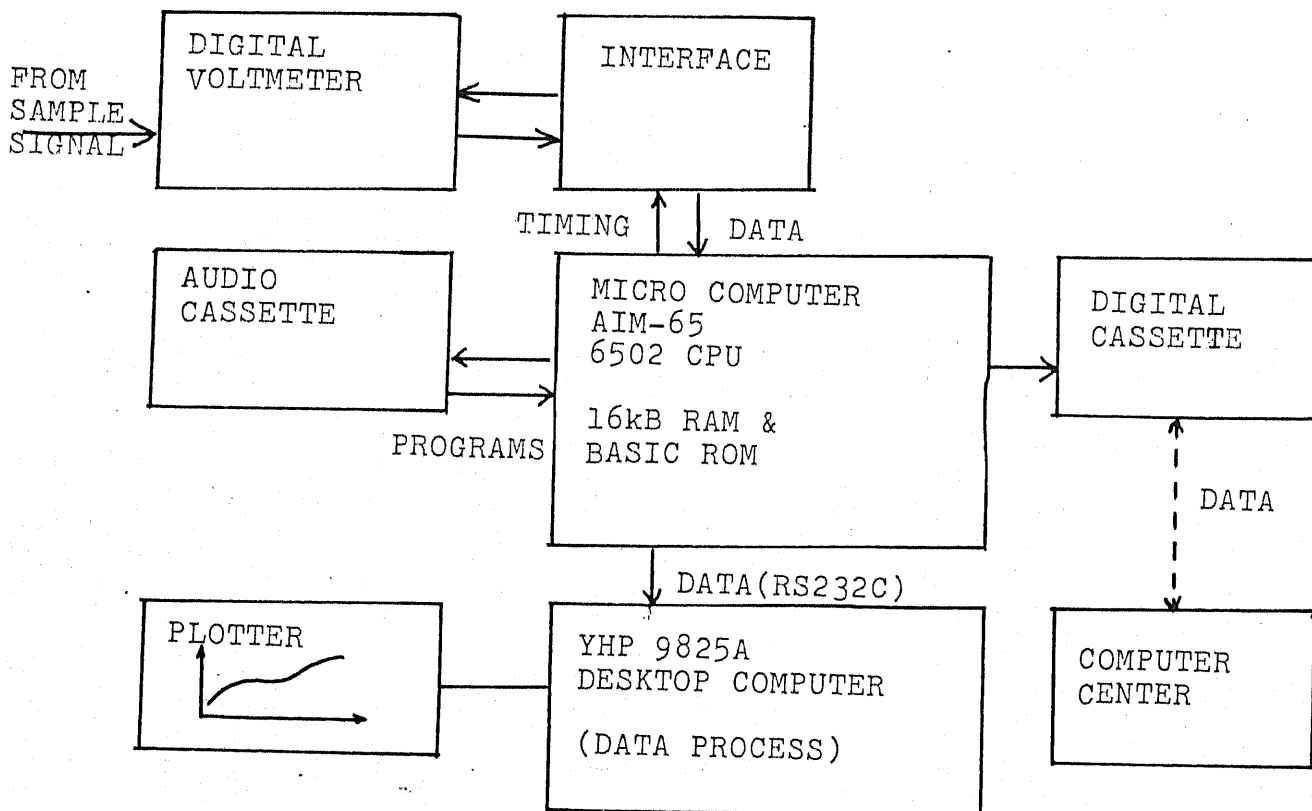 DIGITAL
VOLTMETER
INTERFACE
FROM
SAMPLE
SIGNAL
TIMING
DATA
AUDIO
CASSETTE
MICRO COMPUTER
AIM-65
6502 CPU
16kB RAM &
BASIC ROM
DIGITAL
CASSETTE
PROGRAMS
DATA
DATA(RS232C)
PLOTTER
YHP 9825A
DESKTOP COMPUTER
(DATA PROCESS)
COMPUTER
CENTER